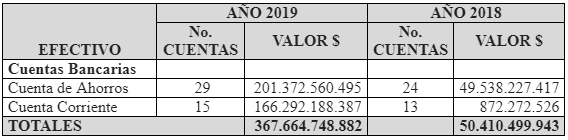 AÑO 2019 AÑO 2018
EFECTIVO No. CUENTAS VALOR $ No. CUENTAS VALOR $
Cuentas Bancarias
Cuenta de Ahorros 29 201.372.560.495 24 49.538.227.417
Cuenta Corriente 15 166.292.188.387 13 872.272.526
TOTALES 367.664.748.882 50.410.499.943